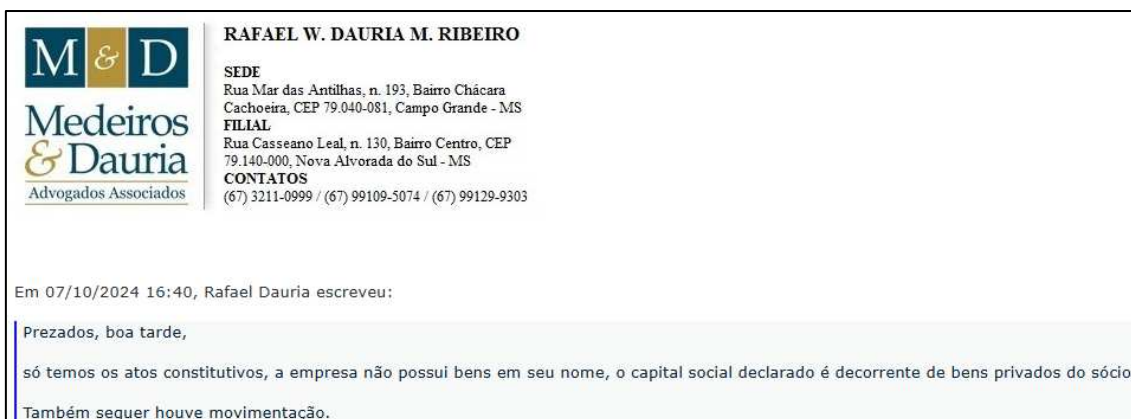 M & D
Medeiros
& Dauria
Advogados Associados
RAFAEL W. DAURIA M. RIBEIRO
SEDE
Rua Mar das Antilhas, n. 193, Bairro Chácara
Cachoeira, CEP 79.040-081, Campo Grande - MS
FILIAL
Rua Casseano Leal, n. 130, Bairro Centro, CEP
79.140-000, Nova Alvorada do Sul - MS
CONTATOS
(67) 3211-0999 / (67) 99109-5074 / (67) 99129-9303
Em 07/10/2024 16:40, Rafael Dauria escreveu:
Prezados, boa tarde,
só temos os atos constitutivos, a empresa não possui bens em seu nome, o capital social declarado é decorrente de bens privados do sócio
Também sequer houve movimentação.